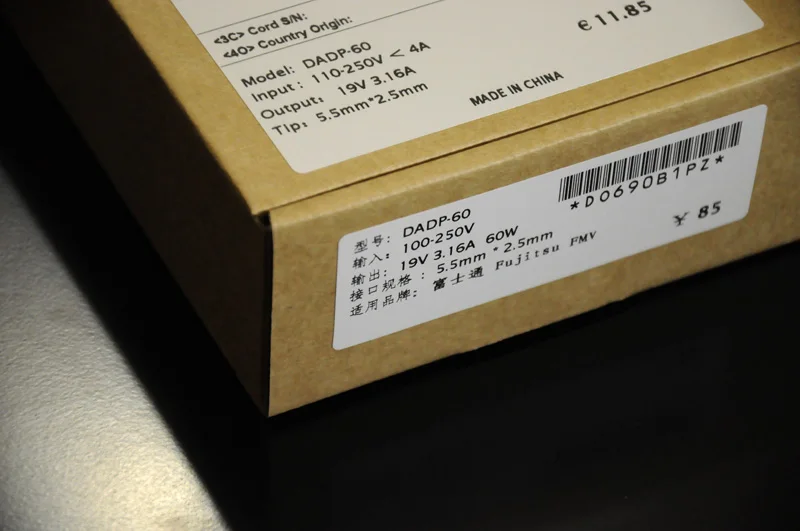 <3C> Cord S/N:
<4O> Country Origin:
Model: DADP-60
Input: 110-250V < 4A
Output: 19V 3.16A
Tip: 5.5mm*2.5mm
€ 11.85
MADE IN CHINA
型号: DADP-60
输入: 100-250V
输出: 19V 3.16A 60W
接口规格: 5.5mm * 2.5mm
适用品牌: 富士通 Fujitsu FMV
*D0690B1PZ*
¥ 85